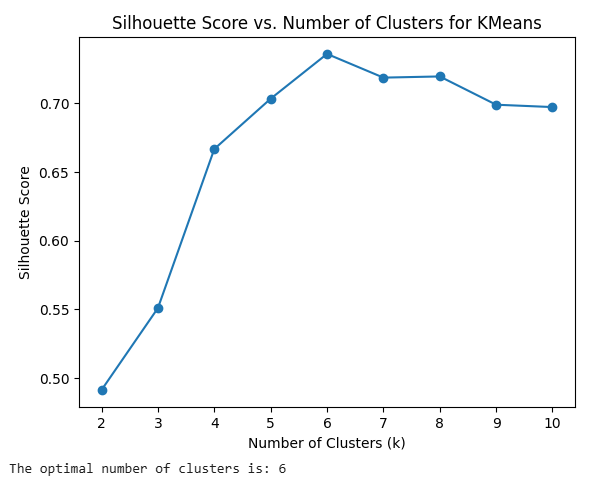 Silhouette Score vs. Number of Clusters for KMeans
0.70
0.65
0.60
0.55
0.50
Silhouette Score
2 3 4 5 6 7 8 9 10
Number of Clusters (k)
The optimal number of clusters is: 6